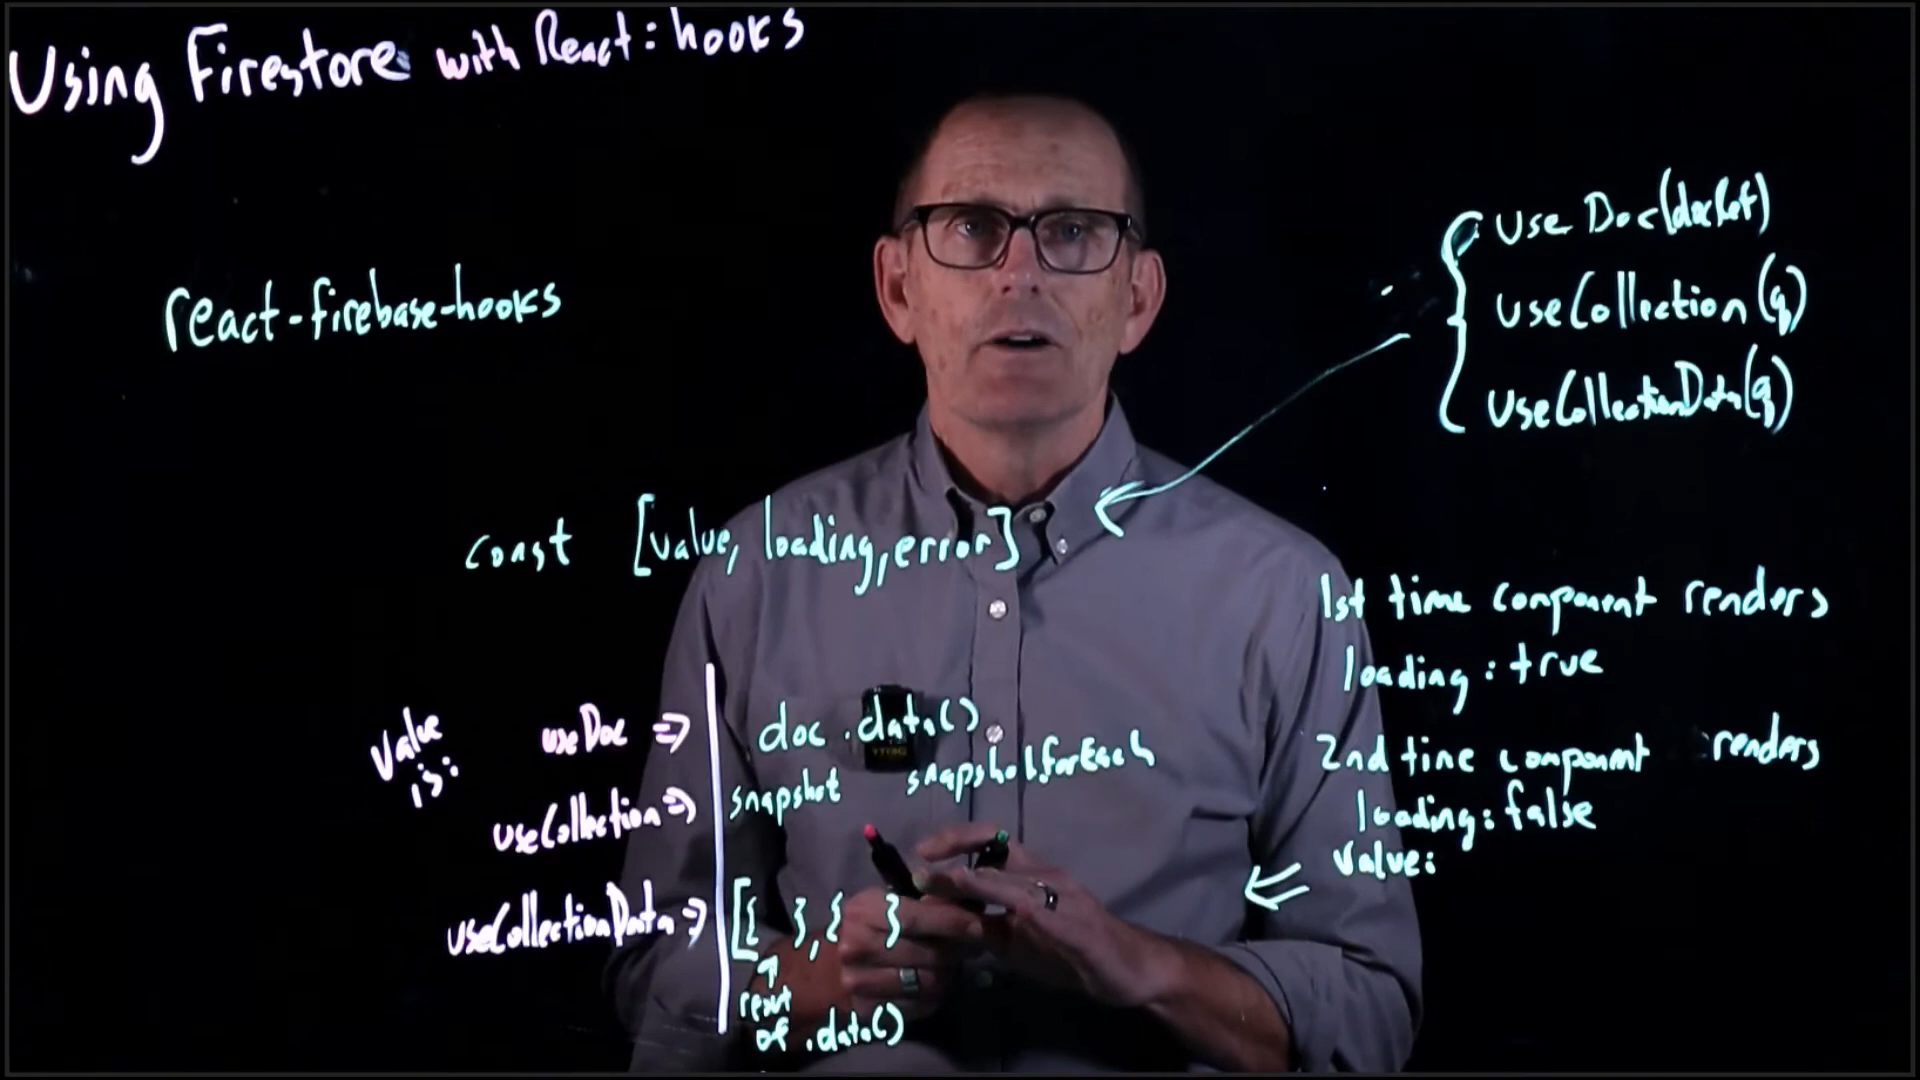 Using Firestore with React: hooks
react-firebase-hooks
useDoc(docRef)
useCollection(q)
useCollectionData(q)
const [value, loading, error]
1st time component renders
loading: true
2nd time component renders
loading: false
value:
value
is:
useDoc => doc.data()
useCollection => snapshot snapshot.forEach
useCollectionData => [{ }, { }
result
of .data()